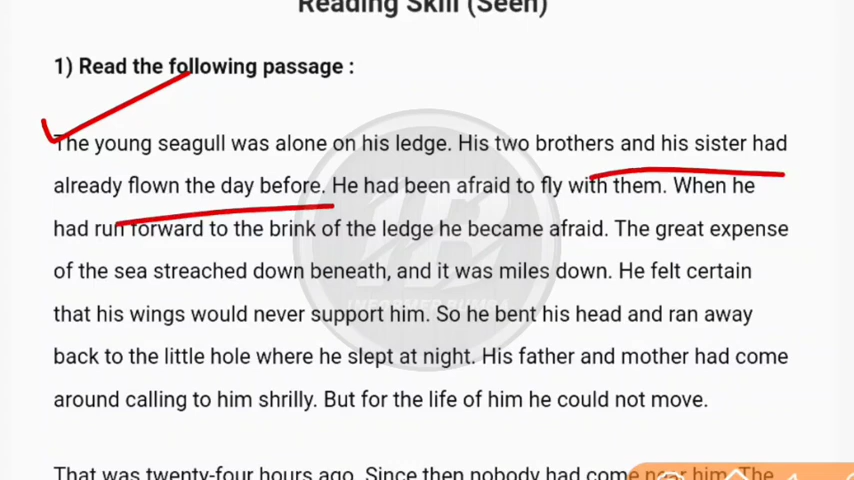 Reading Skill (Seen)
1) Read the following passage :
The young seagull was alone on his ledge. His two brothers and his sister had
already flown the day before. He had been afraid to fly with them. When he
had run forward to the brink of the ledge he became afraid. The great expense
of the sea streached down beneath, and it was miles down. He felt certain
that his wings would never support him. So he bent his head and ran away
back to the little hole where he slept at night. His father and mother had come
around calling to him shrilly. But for the life of him he could not move.
That was twenty-four hours ago. Since then nobody had come near him. The
INFORMER BUMBA